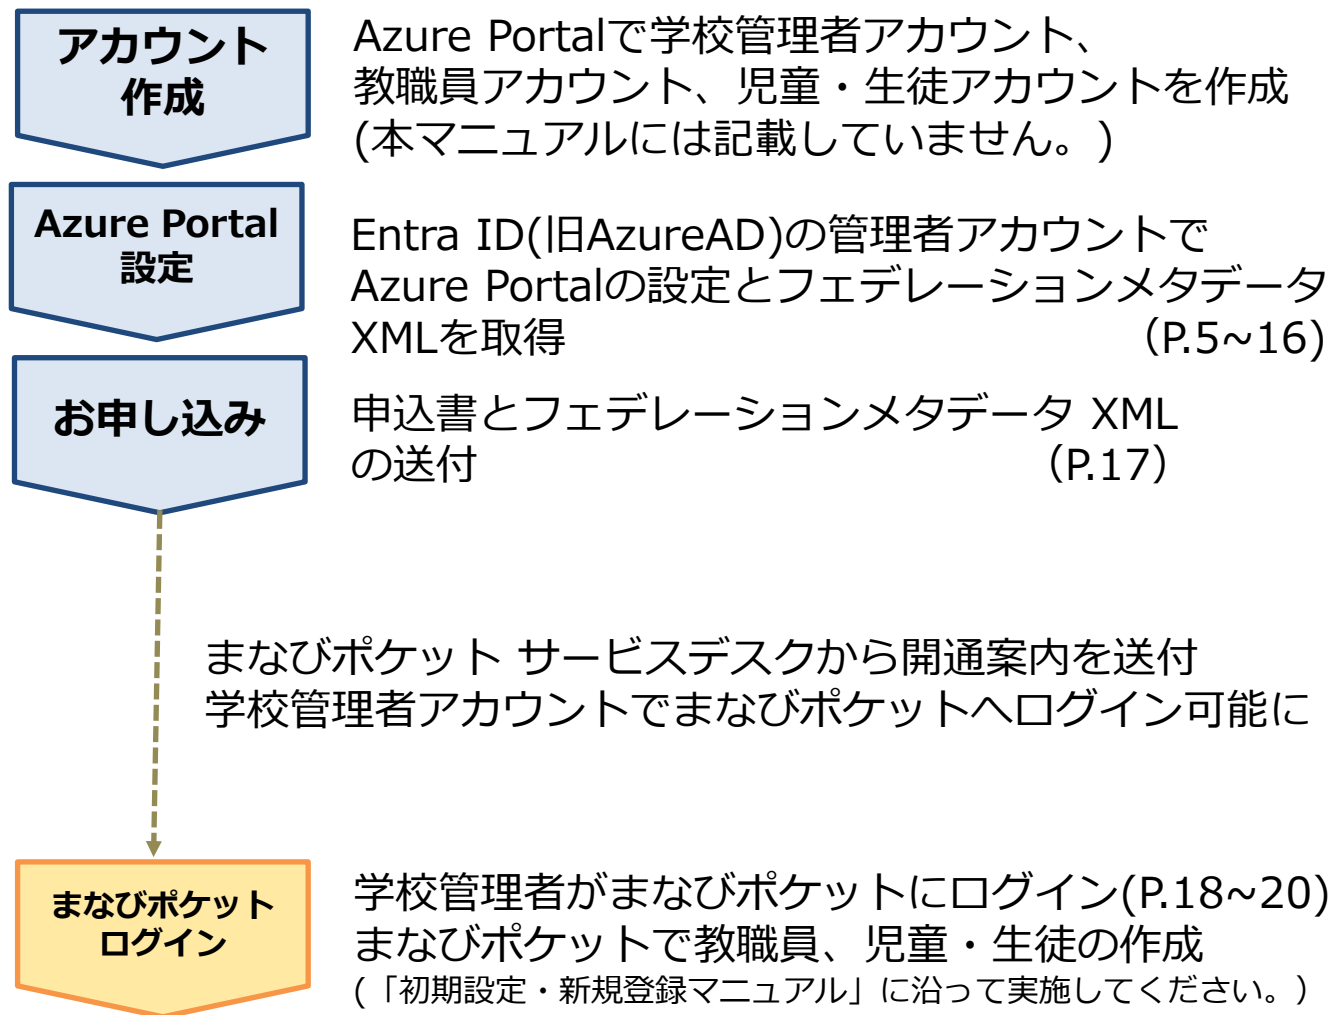 アカウント
作成
Azure Portalで学校管理者アカウント、
教職員アカウント、児童・生徒アカウントを作成
(本マニュアルには記載していません。)
Azure Portal
設定
Entra ID(旧AzureAD)の管理者アカウントで
Azure Portalの設定とフェデレーションメタデータ
XMLを取得 （P.5~16)
お申し込み
申込書とフェデレーションメタデータ XML
の送付 （P.17）
まなびポケット サービスデスクから開通案内を送付
学校管理者アカウントでまなびポケットへログイン可能に
まなびポケット
ログイン
学校管理者がまなびポケットにログイン(P.18~20)
まなびポケットで教職員、児童・生徒の作成
(「初期設定・新規登録マニュアル」に沿って実施してください。）